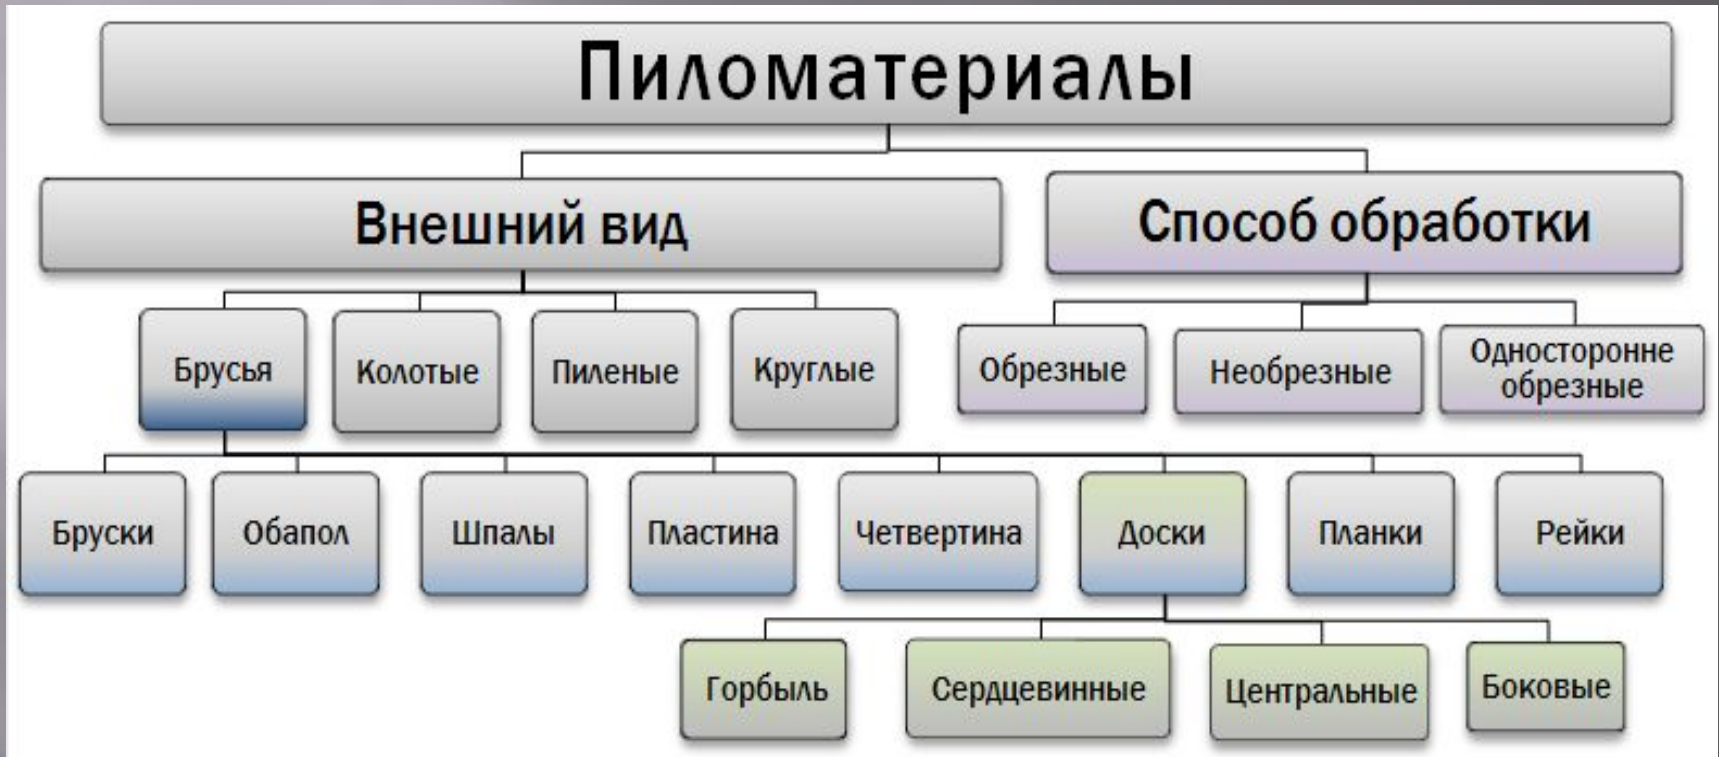 Пиломатериалы
Внешний вид
Способ обработки
Брусья
Колотые
Пиленые
Круглые
Обрезные
Необрезные
Односторонне
обрезные
Бруски
Обапол
Шпалы
Пластина
Четвертина
Доски
Планки
Рейки
Горбыль
Сердцевинные
Центральные
Боковые